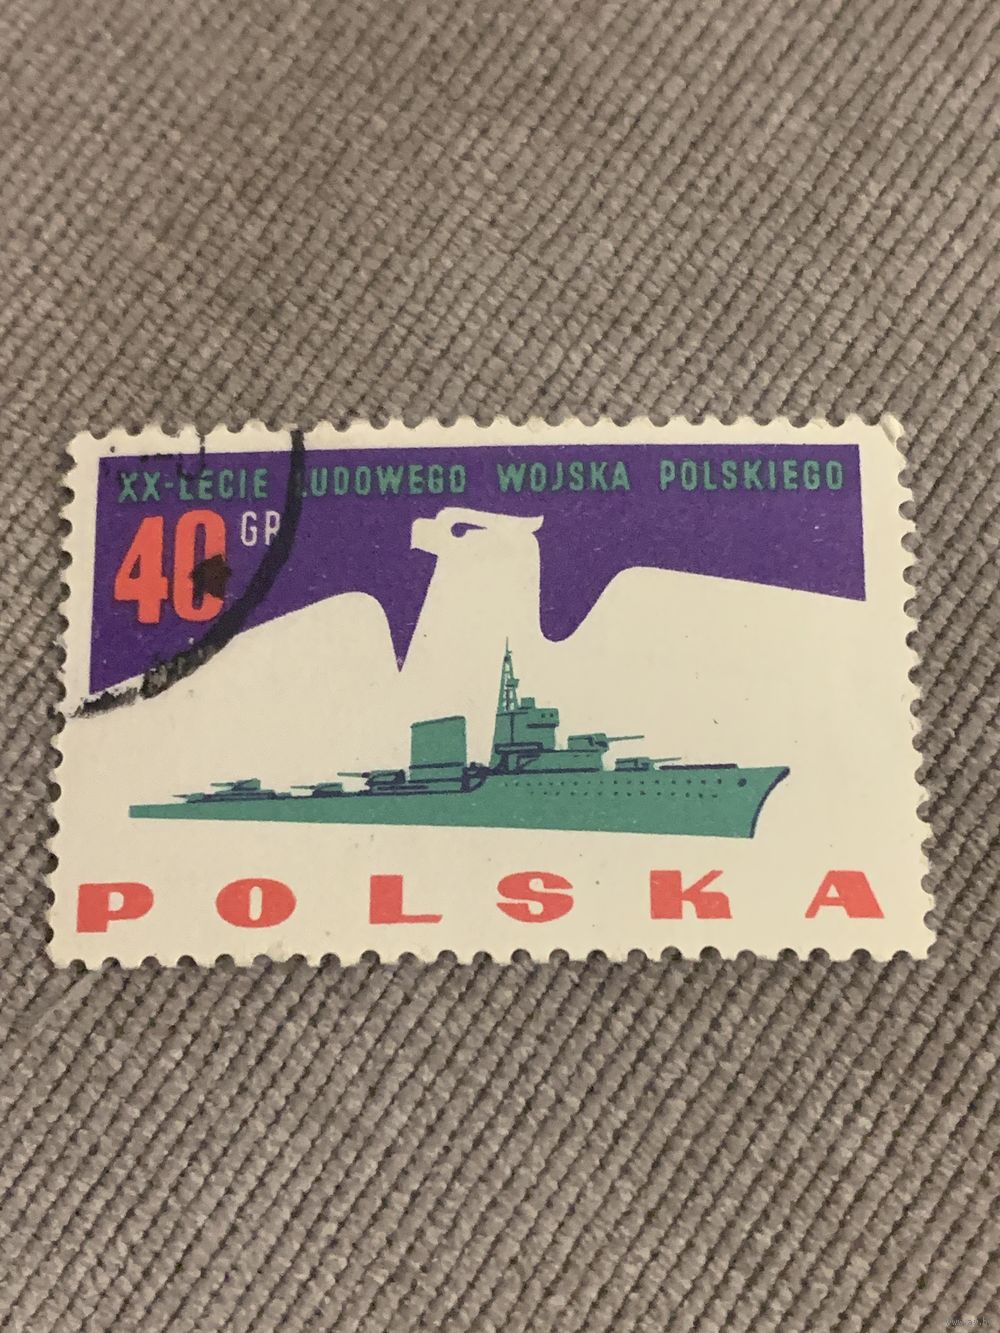 XX-LECIE LUDOWEGO WOJSKA POLSKIEGO
40 GR
POLSKA